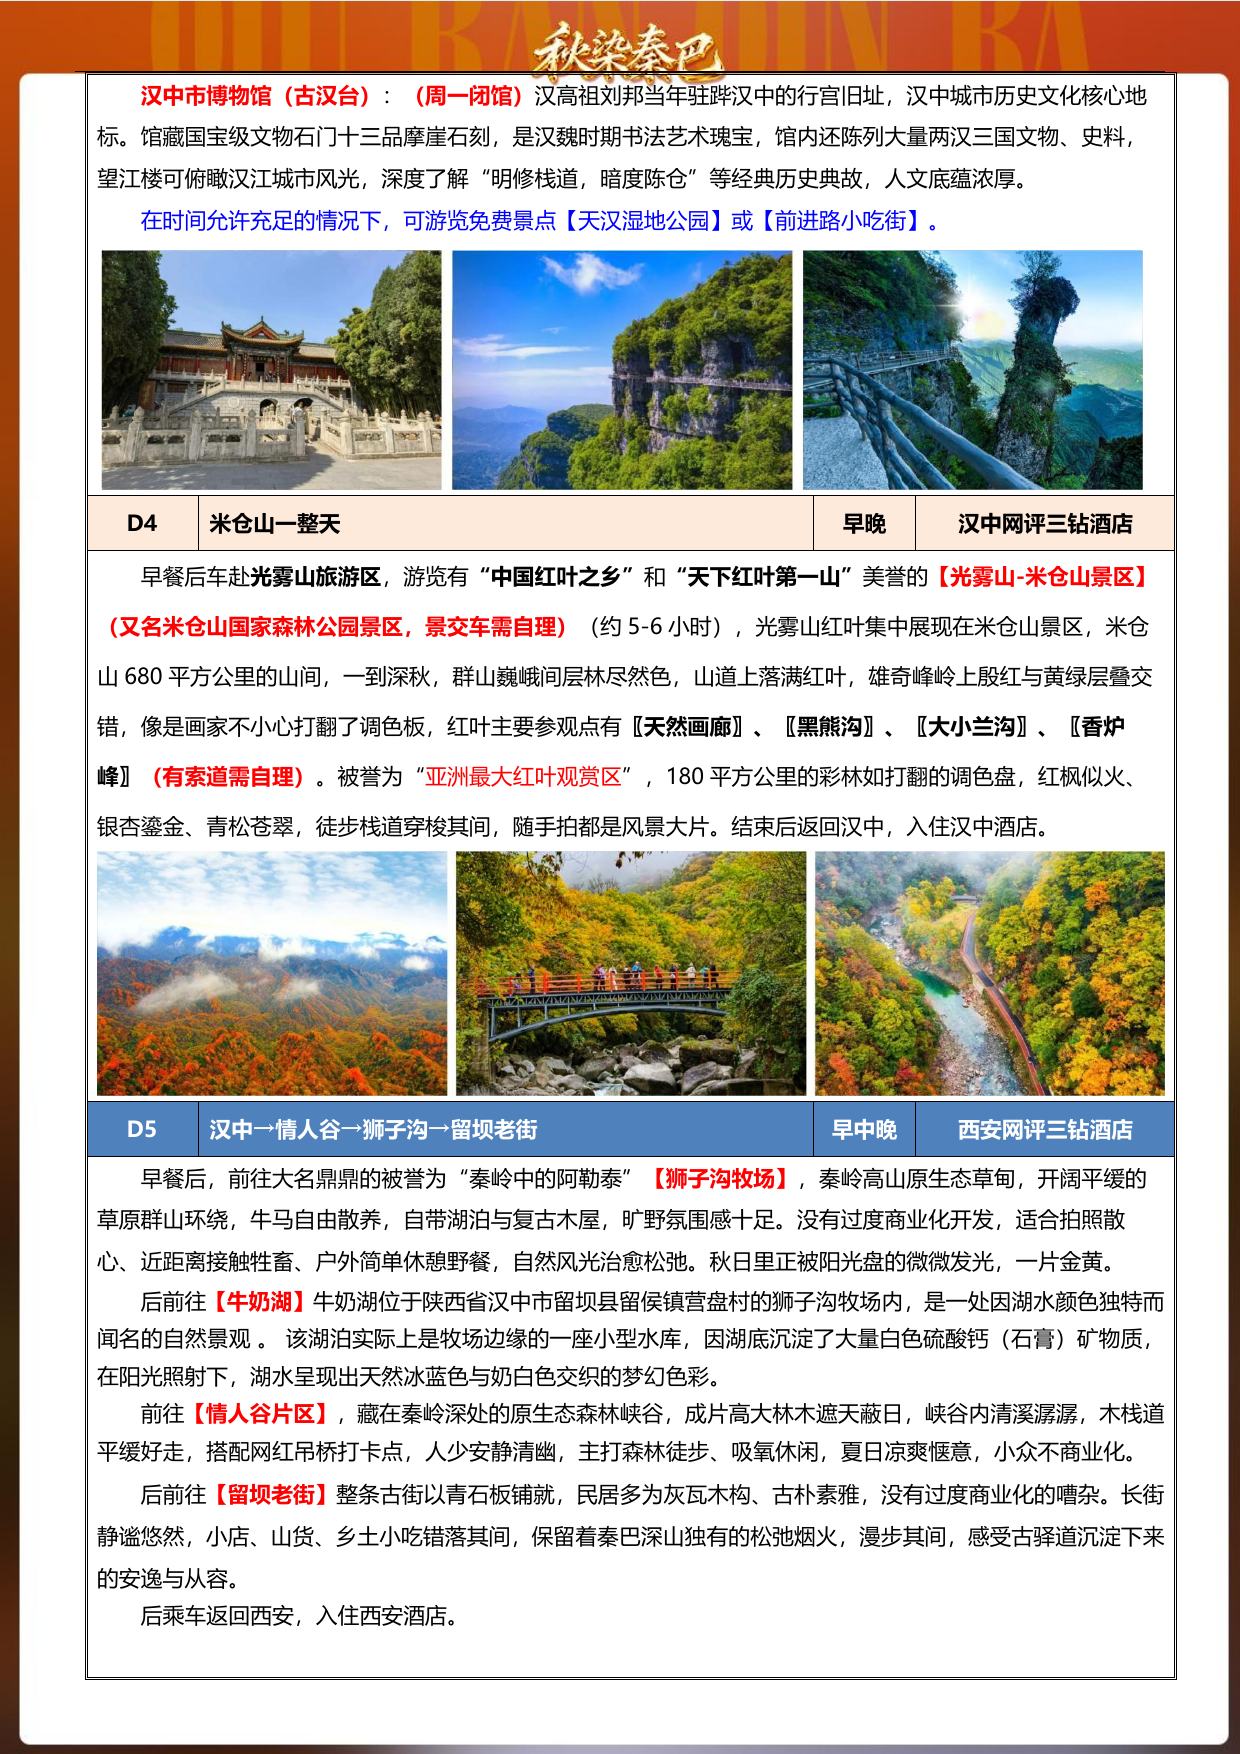 QIU RAN QIN BA
秋染秦巴
汉中市博物馆（古汉台）：（周一闭馆）汉高祖刘邦当年驻跸汉中的行宫旧址，汉中城市历史文化核心地
标。馆藏国宝级文物石门十三品摩崖石刻，是汉魏时期书法艺术瑰宝，馆内还陈列大量两汉三国文物、史料，
望江楼可俯瞰汉江城市风光，深度了解“明修栈道，暗度陈仓”等经典历史典故，人文底蕴浓厚。
在时间允许充足的情况下，可游览免费景点【天汉湿地公园】或【前进路小吃街】。
D4 米仓山一整天 早晚 汉中网评三钻酒店
早餐后车赴光雾山旅游区，游览有“中国红叶之乡”和“天下红叶第一山”美誉的【光雾山-米仓山景区】
（又名米仓山国家森林公园景区，景交车需自理）（约 5-6 小时），光雾山红叶集中展现在米仓山景区，米仓
山 680 平方公里的山间，一到深秋，群山巍峨间层林尽然色，山道上落满红叶，雄奇峰岭上殷红与黄绿层叠交
错，像是画家不小心打翻了调色板，红叶主要参观点有〖天然画廊〗、〖黑熊沟〗、〖大小兰沟〗、〖香炉
峰〗（有索道需自理）。被誉为“亚洲最大红叶观赏区”，180 平方公里的彩林如打翻的调色盘，红枫似火、
银杏鎏金、青松苍翠，徒步栈道穿梭其间，随手拍都是风景大片。结束后返回汉中，入住汉中酒店。
D5 汉中→情人谷→狮子沟→留坝老街 早中晚 西安网评三钻酒店
早餐后，前往大名鼎鼎的被誉为“秦岭中的阿勒泰”【狮子沟牧场】，秦岭高山原生态草甸，开阔平缓的
草原群山环绕，牛马自由散养，自带湖泊与复古木屋，旷野氛围感十足。没有过度商业化开发，适合拍照散
心、近距离接触牲畜、户外简单休憩野餐，自然风光治愈松弛。秋日里正被阳光盘的微微发光，一片金黄。
后前往【牛奶湖】牛奶湖位于陕西省汉中市留坝县留侯镇营盘村的狮子沟牧场内，是一处因湖水颜色独特而
闻名的自然景观 。 该湖泊实际上是牧场边缘的一座小型水库，因湖底沉淀了大量白色硫酸钙（石膏）矿物质，
在阳光照射下，湖水呈现出天然冰蓝色与奶白色交织的梦幻色彩。
前往【情人谷片区】，藏在秦岭深处的原生态森林峡谷，成片高大林木遮天蔽日，峡谷内清溪潺潺，木栈道
平缓好走，搭配网红吊桥打卡点，人少安静清幽，主打森林徒步、吸氧休闲，夏日凉爽惬意，小众不商业化。
后前往【留坝老街】整条古街以青石板铺就，民居多为灰瓦木构、古朴素雅，没有过度商业化的嘈杂。长街
静谧悠然，小店、山货、乡土小吃错落其间，保留着秦巴深山独有的松弛烟火，漫步其间，感受古驿道沉淀下来
的安逸与从容。
后乘车返回西安，入住西安酒店。